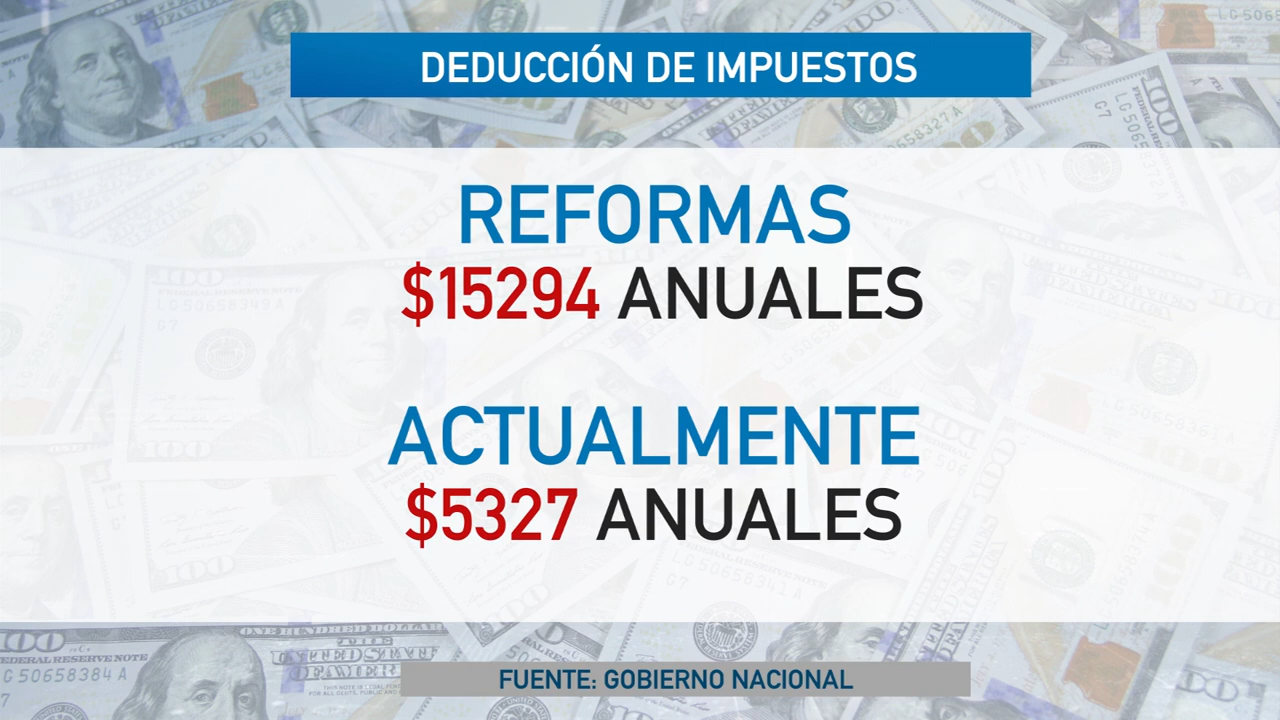 DEDUCCIÓN DE IMPUESTOS
REFORMAS
$15294 ANUALES
ACTUALMENTE
$5327 ANUALES
FUENTE: GOBIERNO NACIONAL